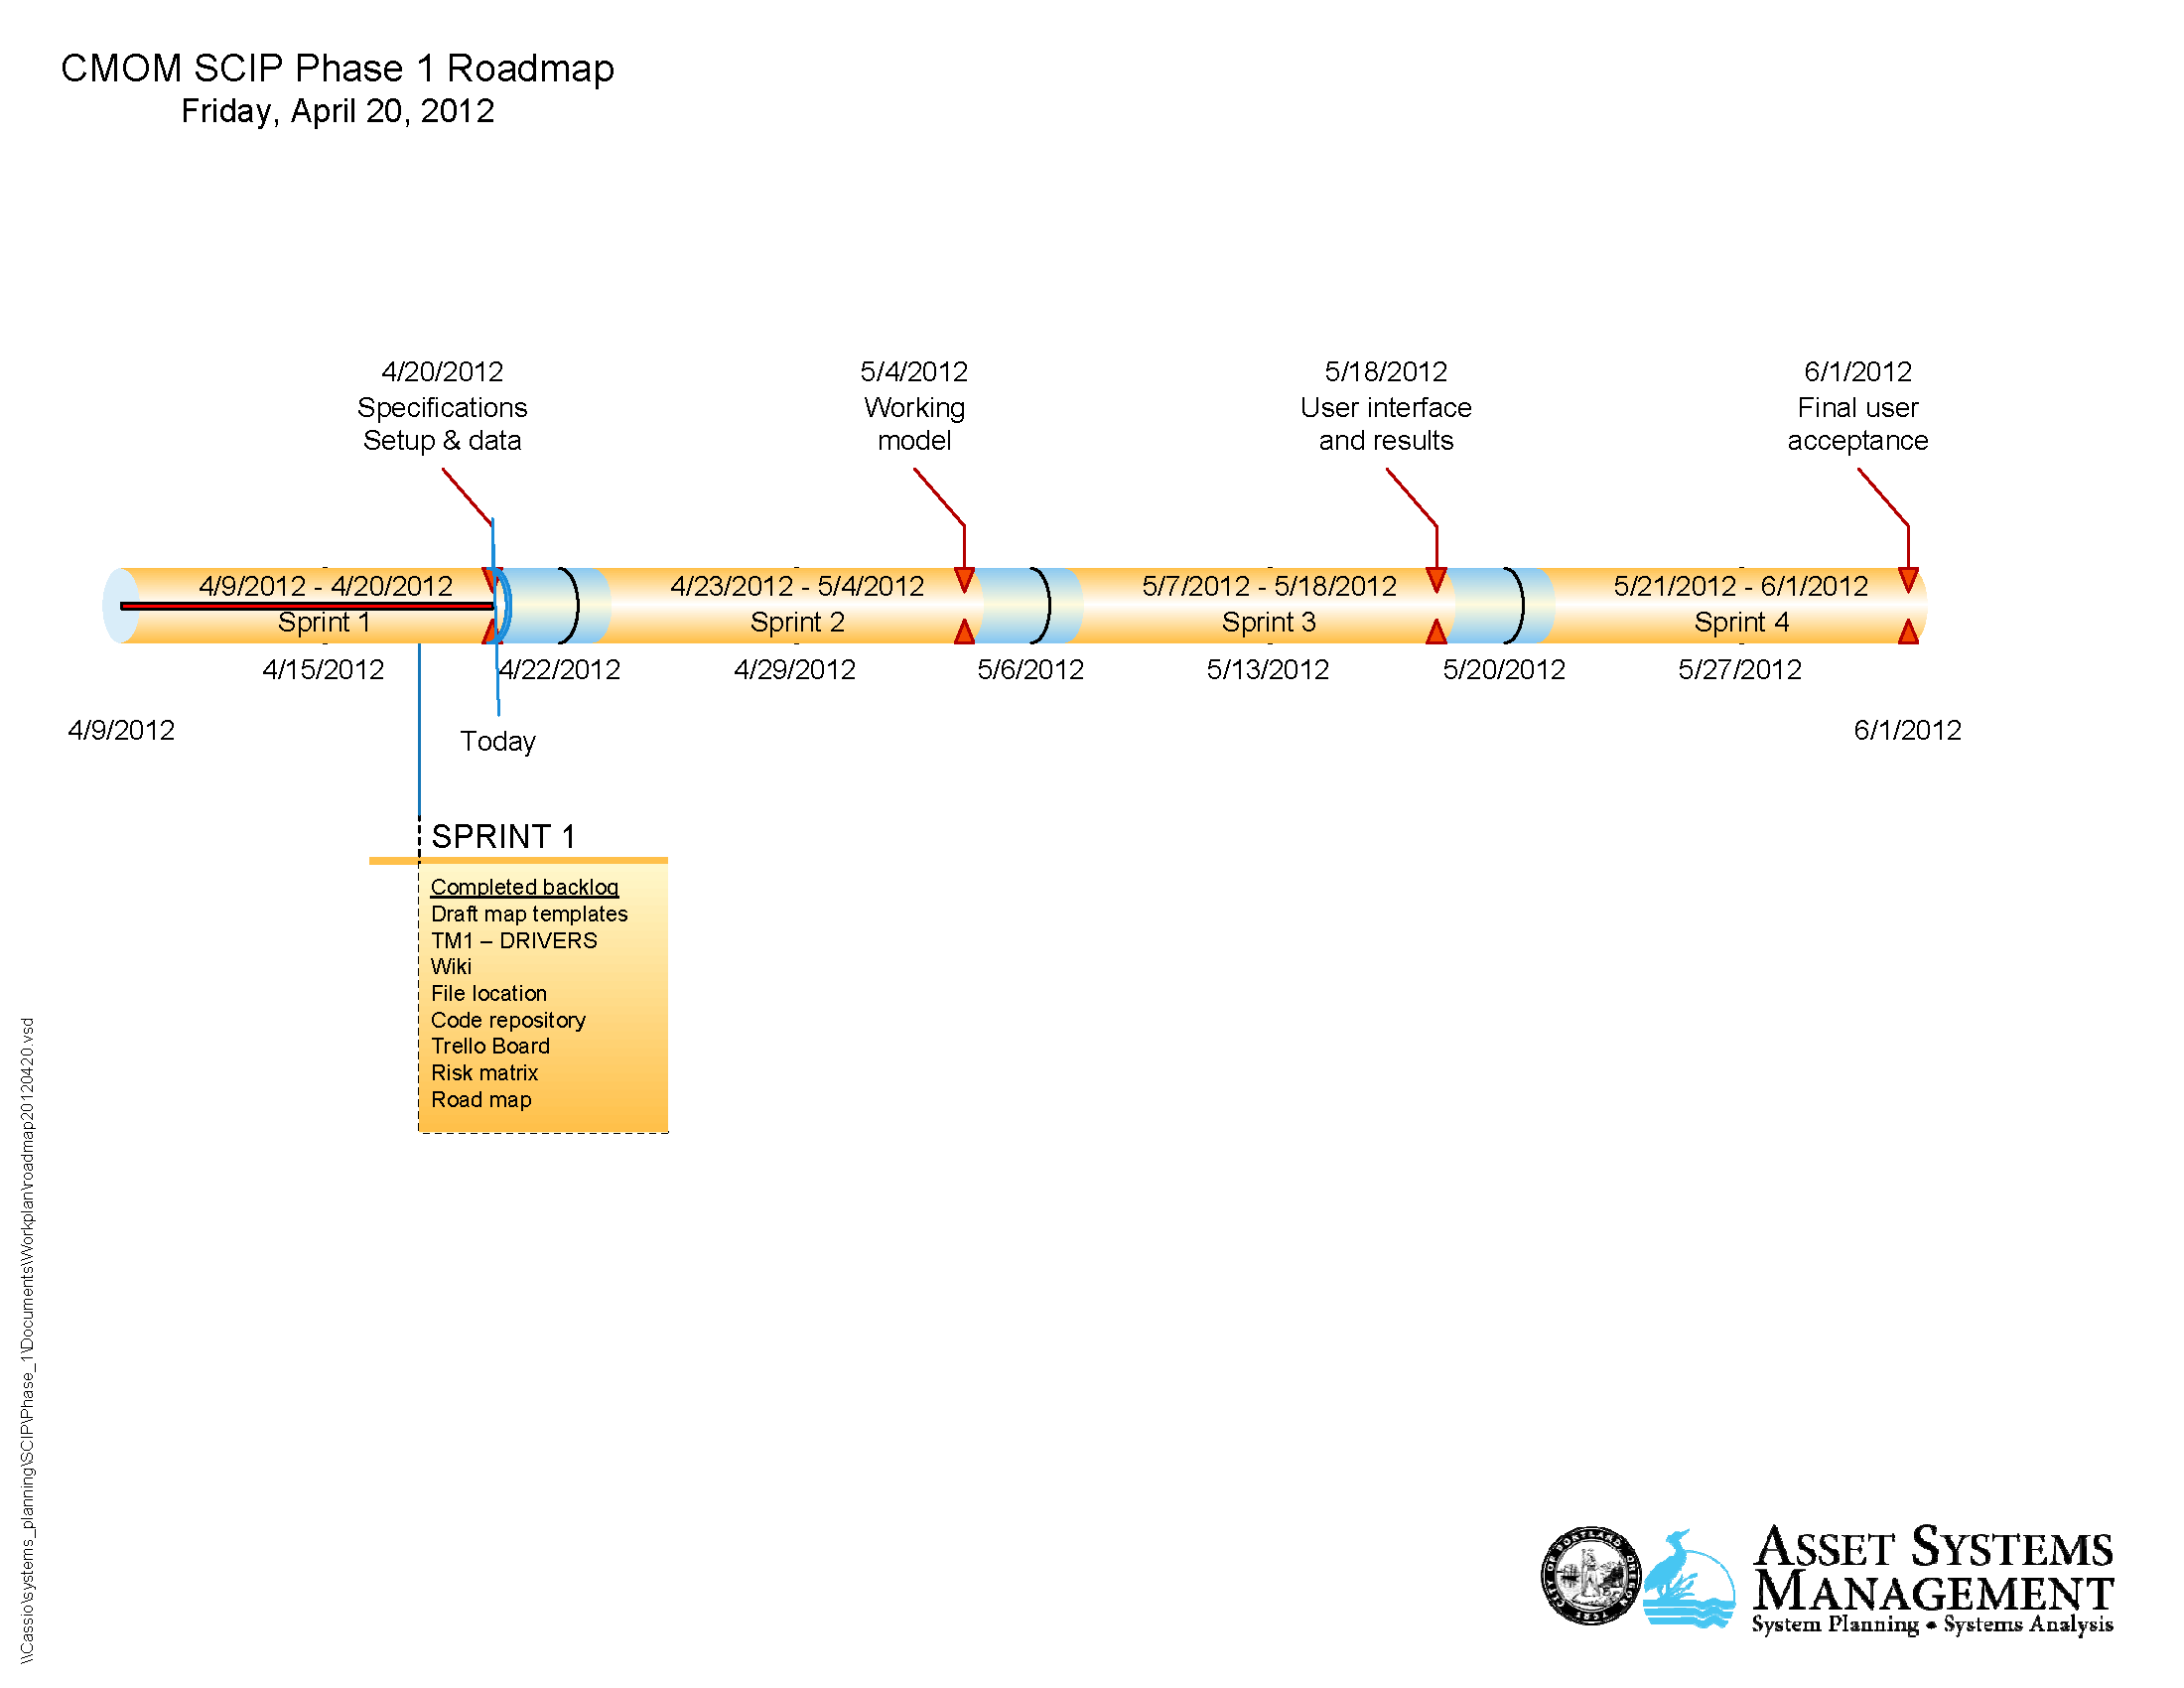 CMOM SCIP Phase 1 Roadmap
Friday, April 20, 2012
4/20/2012
Specifications
Setup & data
5/4/2012
Working
model
5/18/2012
User interface
and results
6/1/2012
Final user
acceptance
4/9/2012 - 4/20/2012
Sprint 1
4/23/2012 - 5/4/2012
Sprint 2
5/7/2012 - 5/18/2012
Sprint 3
5/21/2012 - 6/1/2012
Sprint 4
4/15/2012
4/22/2012
4/29/2012
5/6/2012
5/13/2012
5/20/2012
5/27/2012
4/9/2012
Today
6/1/2012
SPRINT 1
Completed backlog
Draft map templates
TM1 – DRIVERS
Wiki
File location
Code repository
Trello Board
Risk matrix
Road map
\\Cassio\systems_planning\SCIP\Phase_1\Documents\Workplan\roadmap20120420.vsd
CITY OF PORTLAND, OREGON
1851
ASSET SYSTEMS
MANAGEMENT
System Planning • Systems Analysis